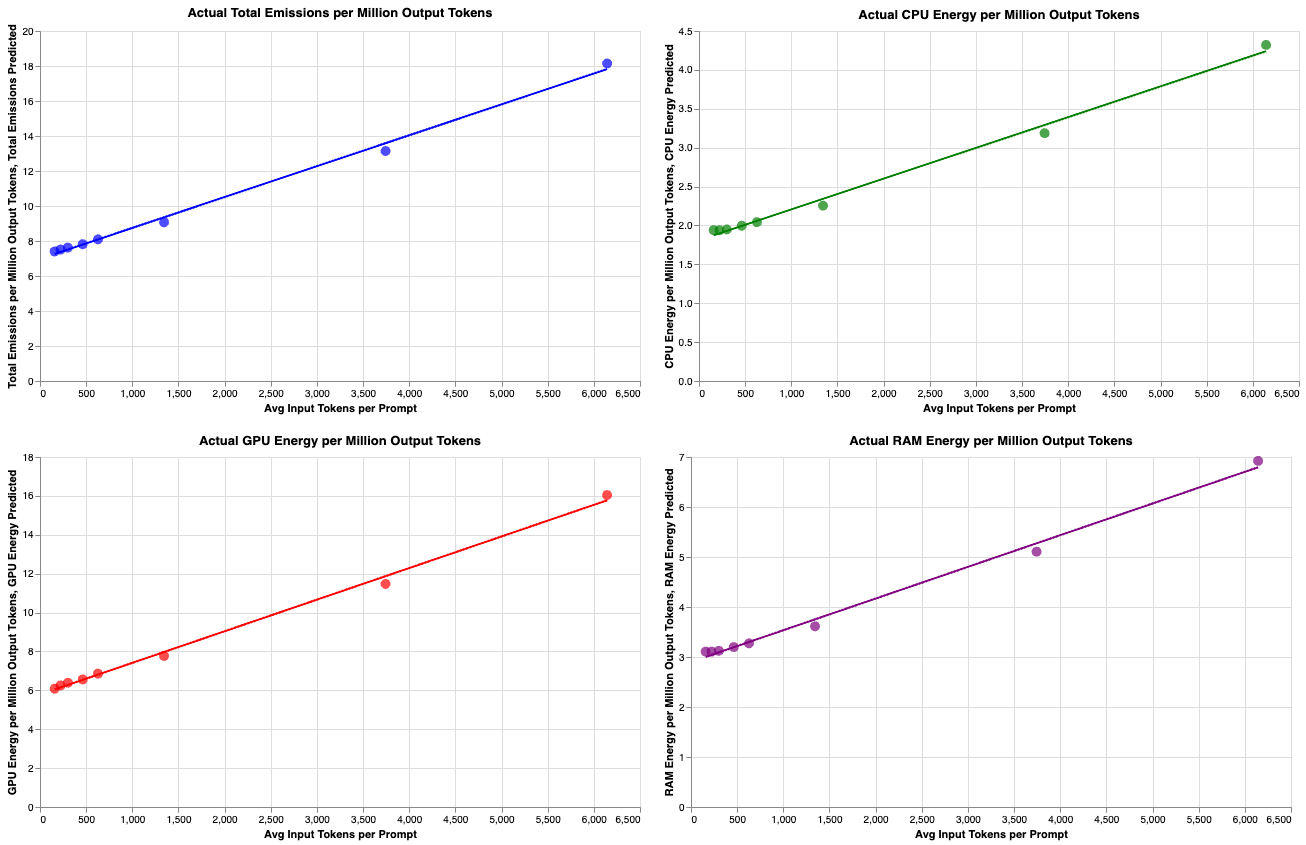 Actual Total Emissions per Million Output Tokens
Total Emissions per Million Output Tokens, Total Emissions Predicted
20
18
16
14
12
10
8
6
4
2
0
0 500 1,000 1,500 2,000 2,500 3,000 3,500 4,000 4,500 5,000 5,500 6,000 6,500
Avg Input Tokens per Prompt
Actual CPU Energy per Million Output Tokens
CPU Energy per Million Output Tokens, CPU Energy Predicted
4.5
4.0
3.5
3.0
2.5
2.0
1.5
1.0
0.5
0.0
0 500 1,000 1,500 2,000 2,500 3,000 3,500 4,000 4,500 5,000 5,500 6,000 6,500
Avg Input Tokens per Prompt
Actual GPU Energy per Million Output Tokens
GPU Energy per Million Output Tokens, GPU Energy Predicted
18
16
14
12
10
8
6
4
2
0
0 500 1,000 1,500 2,000 2,500 3,000 3,500 4,000 4,500 5,000 5,500 6,000 6,500
Avg Input Tokens per Prompt
Actual RAM Energy per Million Output Tokens
RAM Energy per Million Output Tokens, RAM Energy Predicted
7
6
5
4
3
2
1
0
0 500 1,000 1,500 2,000 2,500 3,000 3,500 4,000 4,500 5,000 5,500 6,000 6,500
Avg Input Tokens per Prompt